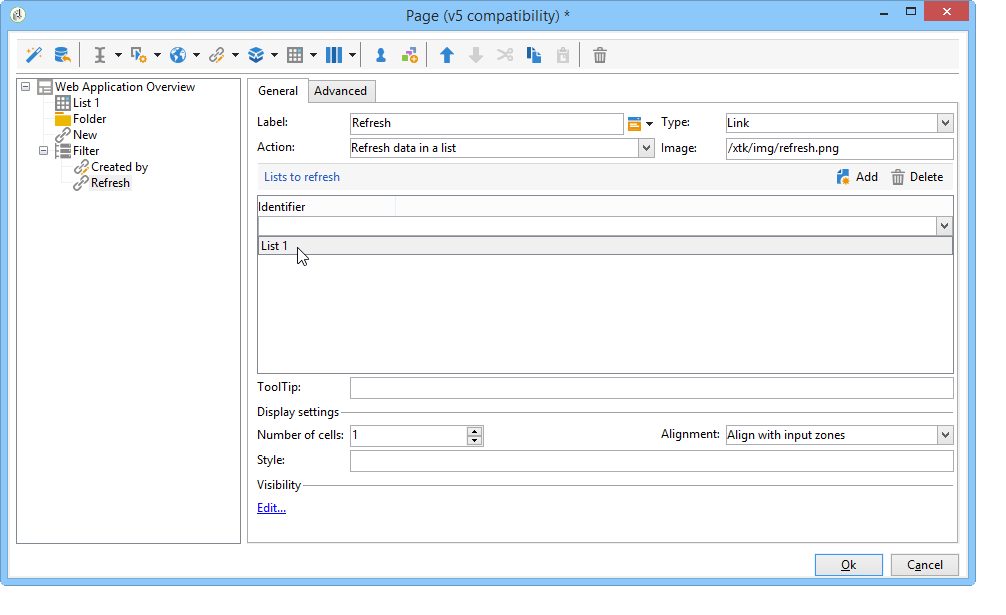 Page (v5 compatibility) *
Web Application Overview
List 1
Folder
New
Filter
Created by
Refresh
General Advanced
Label: Refresh Type: Link
Action: Refresh data in a list Image: /xtk/img/refresh.png
Lists to refresh Add Delete
Identifier
List 1
ToolTip:
Display settings
Number of cells: 1 Alignment: Align with input zones
Style:
Visibility
Edit...
Ok Cancel